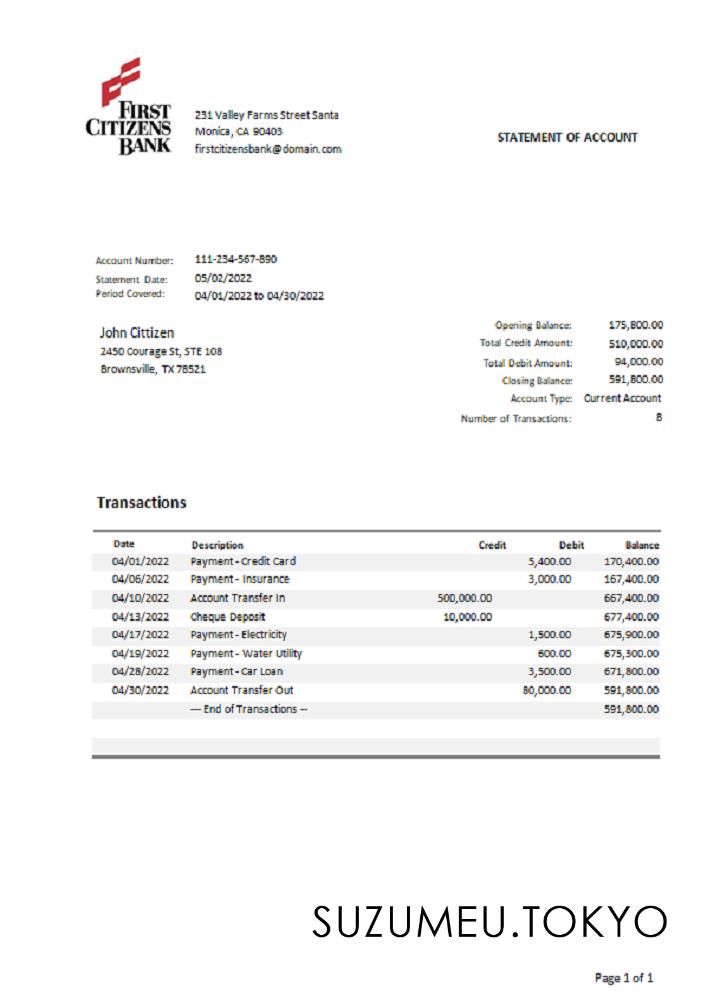 FIRST
CITIZENS
BANK
231 Valley Farms Street Santa
Monica, CA 90403
firstcitizensbank@domain.com
STATEMENT OF ACCOUNT
Account Number: 111-234-567-890
Statement Date: 05/02/2022
Period Covered: 04/01/2022 to 04/30/2022
John Cittizen
2450 Courage St, STE 108
Brownsville, TX 78521
Opening Balance: 175,800.00
Total Credit Amount: 510,000.00
Total Debit Amount: 94,000.00
Closing Balance: 591,800.00
Account Type: Current Account
Number of Transactions: 8
Transactions
Date Description Credit Debit Balance
04/01/2022 Payment - Credit Card 5,400.00 170,400.00
04/06/2022 Payment - Insurance 3,000.00 167,400.00
04/10/2022 Account Transfer In 500,000.00 667,400.00
04/13/2022 Cheque Deposit 10,000.00 677,400.00
04/17/2022 Payment - Electricity 1,500.00 675,900.00
04/19/2022 Payment - Water Utility 600.00 675,300.00
04/28/2022 Payment - Car Loan 3,500.00 671,800.00
04/30/2022 Account Transfer Out 80,000.00 591,800.00
--- End of Transactions -- 591,800.00
SUZUMEU.TOKYO
Page 1 of 1